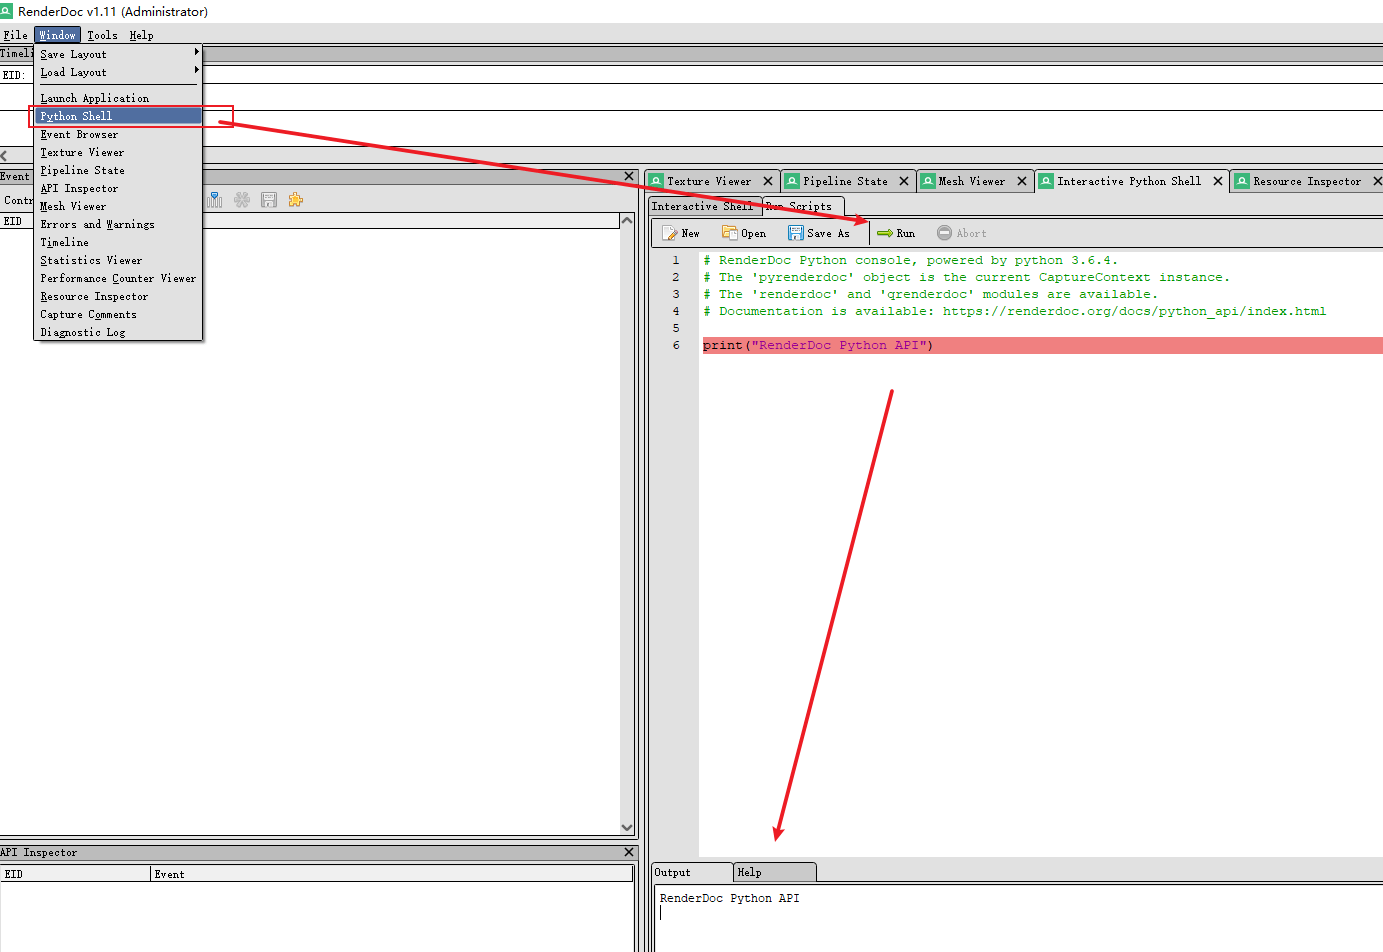 RenderDoc v1.11 (Administrator)
File Window Tools Help
Timeli
EID:
Save Layout
Load Layout
Launch Application
Python Shell
Event Browser
Texture Viewer
Pipeline State
API Inspector
Mesh Viewer
Errors and Warnings
Timeline
Statistics Viewer
Performance Counter Viewer
Resource Inspector
Capture Comments
Diagnostic Log
Event
Contr
EID
Texture Viewer Pipeline State Mesh Viewer Interactive Python Shell Resource Inspector
Interactive Shell Run Scripts
New Open Save As Run Abort
1 # RenderDoc Python console, powered by python 3.6.4.
2 # The 'pyrenderdoc' object is the current CaptureContext instance.
3 # The 'renderdoc' and 'qrenderdoc' modules are available.
4 # Documentation is available: https://renderdoc.org/docs/python_api/index.html
5
6 print("RenderDoc Python API")
API Inspector
EID Event
Output Help
RenderDoc Python API